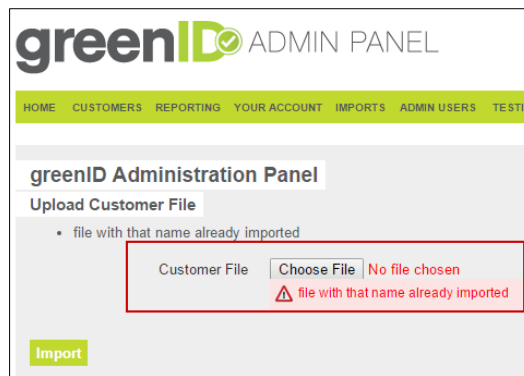 greenID ADMIN PANEL
HOME CUSTOMERS REPORTING YOUR ACCOUNT IMPORTS ADMIN USERS TESTI
greenID Administration Panel
Upload Customer File
• file with that name already imported
Customer File Choose File No file chosen
file with that name already imported
Import